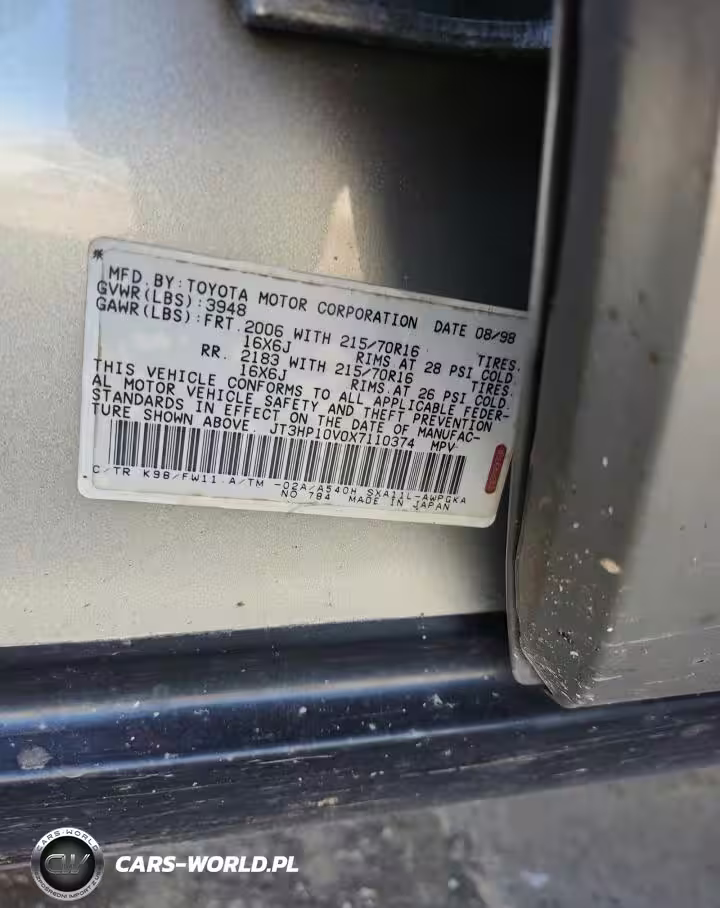 *
MFD. BY: TOYOTA MOTOR CORPORATION DATE 08/98
GVWR(LBS): 3948
GAWR(LBS): FRT. 2006 WITH 215/70R16 TIRES,
16X6J RIMS AT 28 PSI COLD
RR. 2183 WITH 215/70R16 TIRES,
16X6J RIMS AT 26 PSI COLD
THIS VEHICLE CONFORMS TO ALL APPLICABLE FEDER-
AL MOTOR VEHICLE SAFETY AND THEFT PREVENTION
STANDARDS IN EFFECT ON THE DATE OF MANUFAC-
TURE SHOWN ABOVE. JT3HP10V0X7110374 MPV
C/TR K98/FW11 A/TM -02A/A540H SXA11L-AWPGKA
NO 784 MADE IN JAPAN
CARS-WORLD
CW
CARS-WORLD.PL